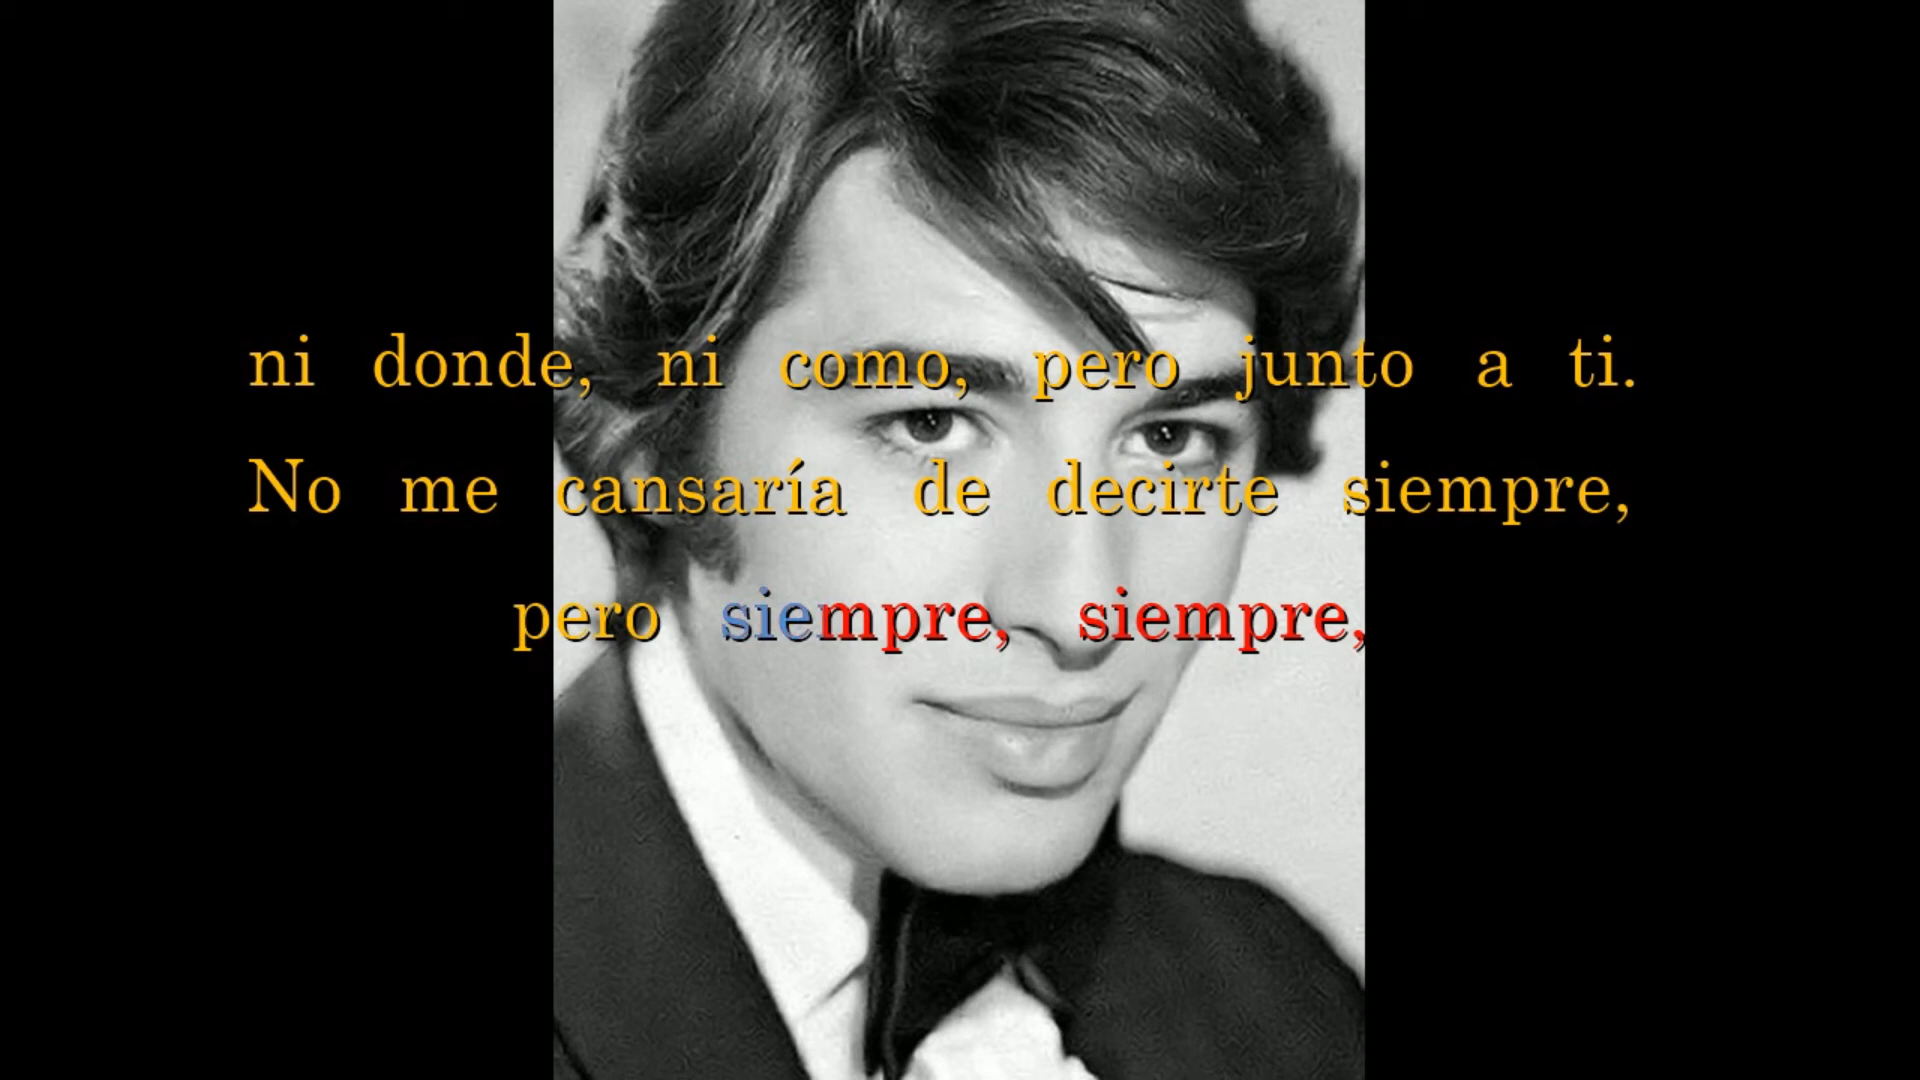 ni donde, ni como, pero junto a ti.
No me cansaría de decirte siempre,
pero siempre, siempre,